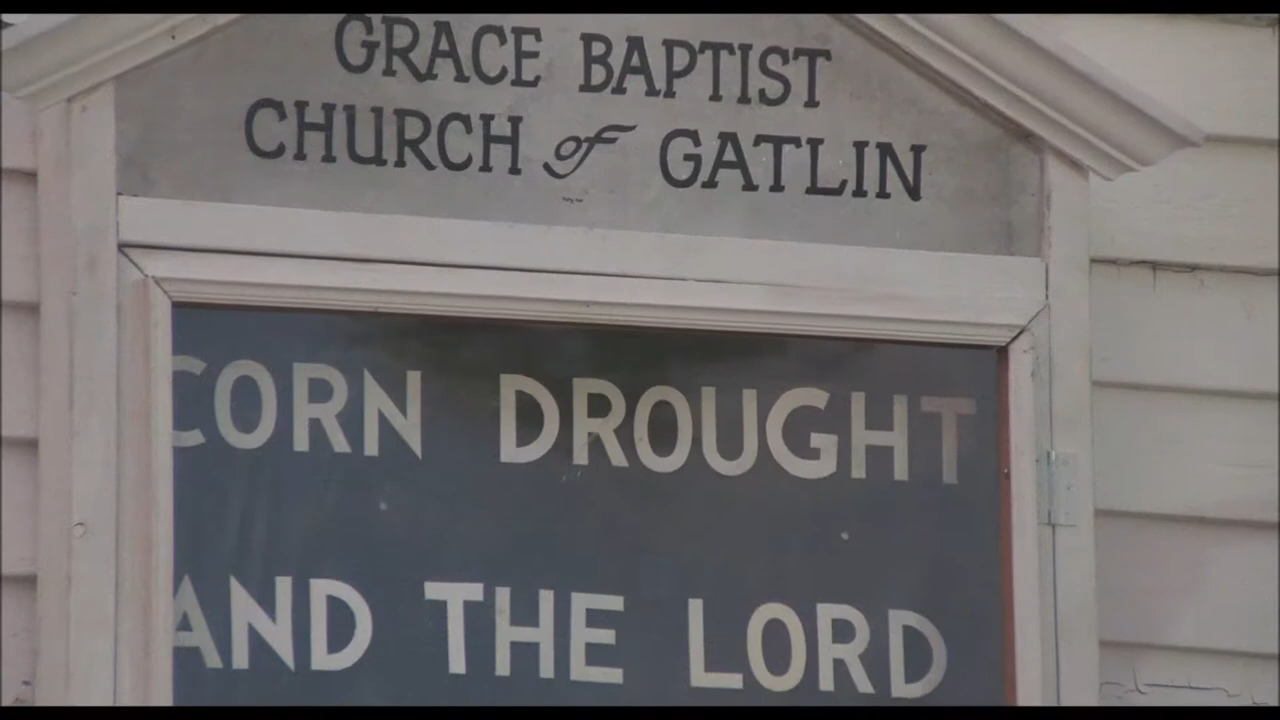 GRACE BAPTIST
CHURCH of GATLIN
CORN DROUGHT
AND THE LORD